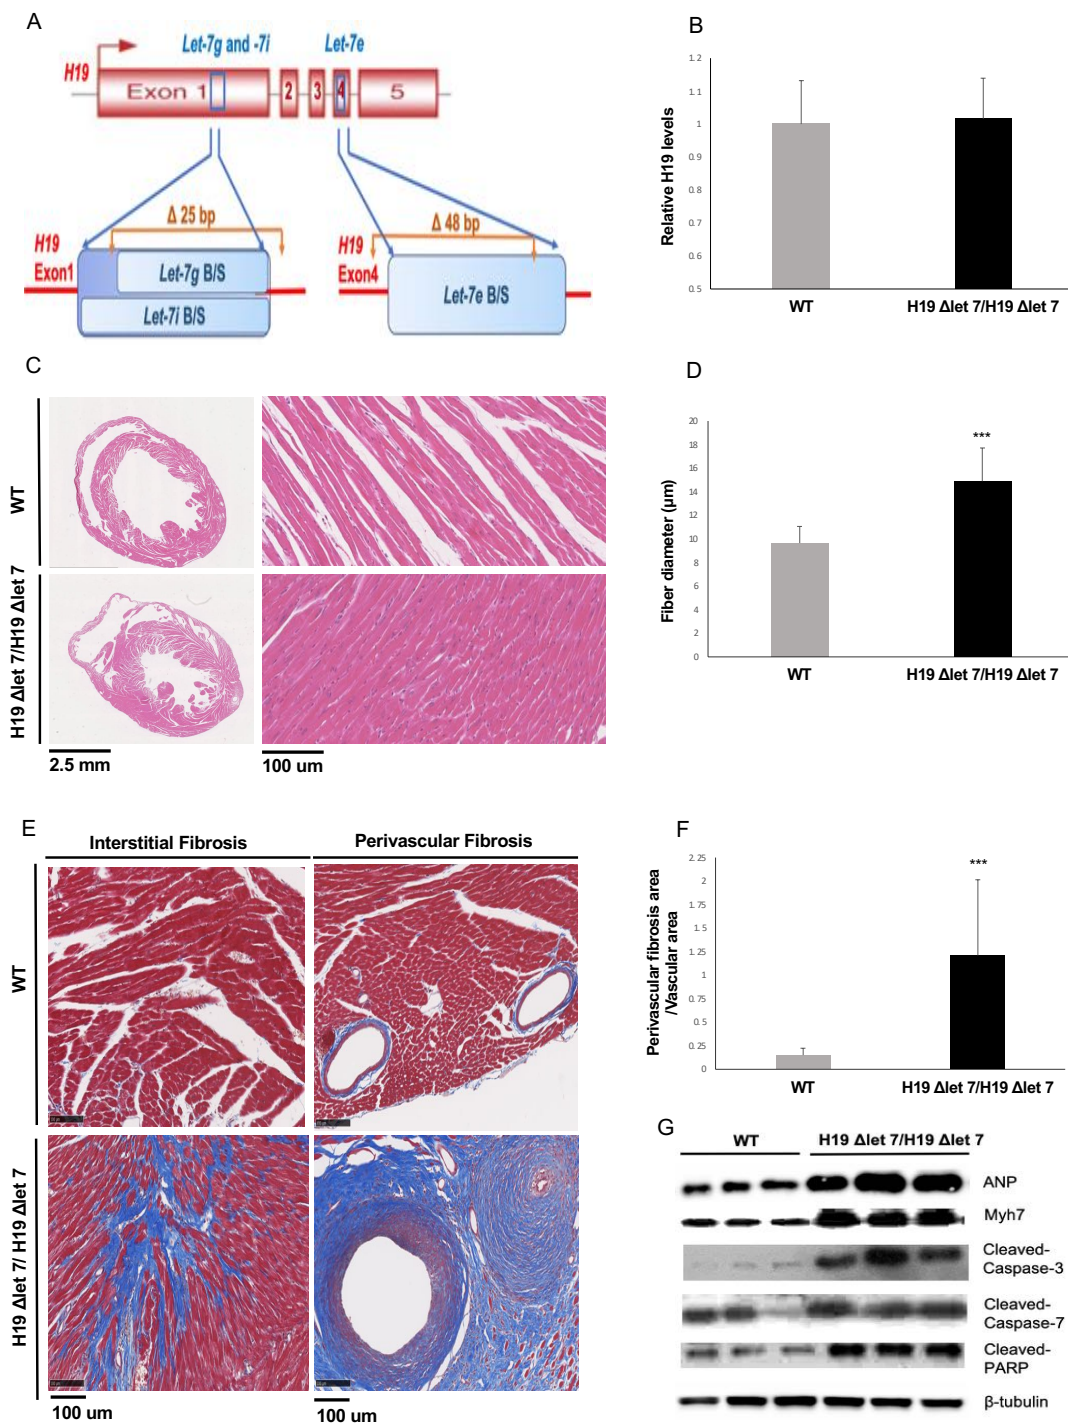 A
Let-7g and -7i
Let-7e
H19
Exon 1
2
3
4
5
Δ 25 bp
Δ 48 bp
H19
Exon1
Let-7g B/S
Let-7i B/S
H19
Exon4
Let-7e B/S
B
Relative H19 levels
1.2
1.1
1
0.9
0.8
0.7
0.6
0.5
WT
H19 Δlet 7/H19 Δlet 7
C
WT
H19 Δlet 7/H19 Δlet 7
2.5 mm
100 um
D
Fiber diameter (µm)
20
18
16
14
12
10
8
6
4
2
0
***
WT
H19 Δlet 7/H19 Δlet 7
E
Interstitial Fibrosis
Perivascular Fibrosis
WT
H19 Δlet 7/ H19 Δlet 7
100 um
100 um
F
Perivascular fibrosis area
/Vascular area
2.25
2
1.75
1.5
1.25
1
0.75
0.5
0.25
0
***
WT
H19 Δlet 7/H19 Δlet 7
G
WT
H19 Δlet 7/H19 Δlet 7
ANP
Myh7
Cleaved-
Caspase-3
Cleaved-
Caspase-7
Cleaved-
PARP
β-tubulin